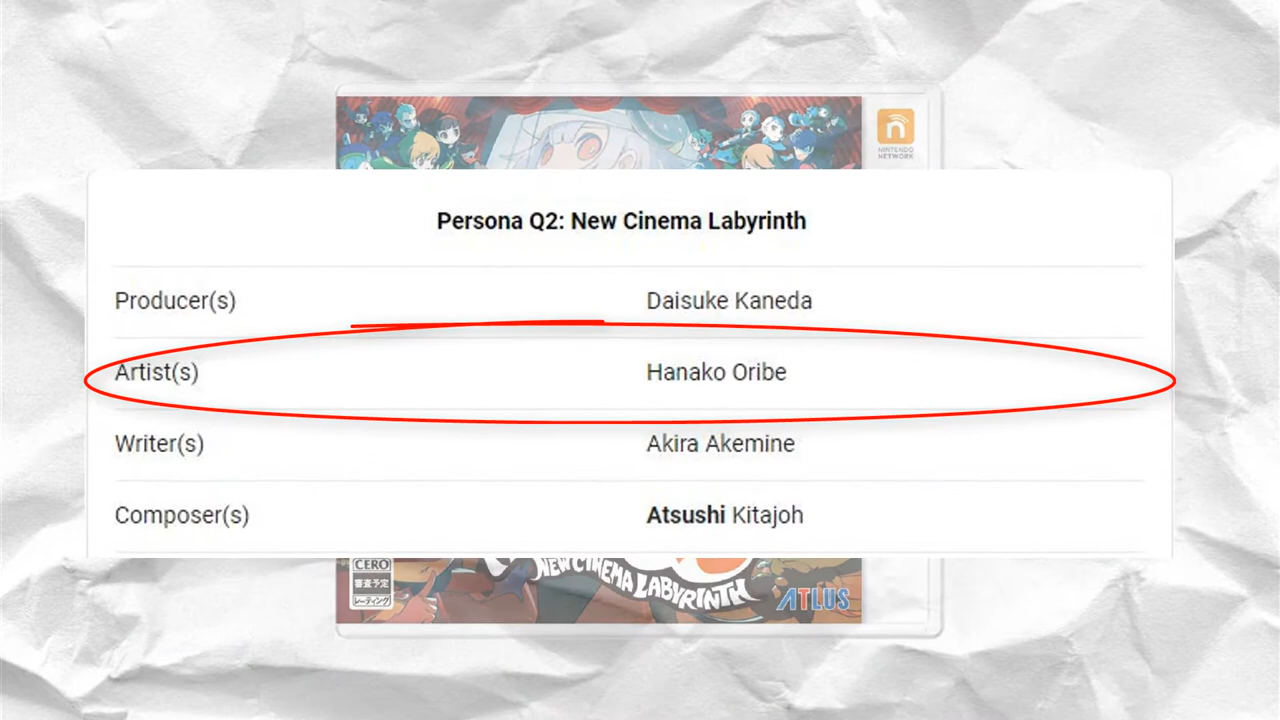 NINTENDO
NETWORK
Persona Q2: New Cinema Labyrinth
Producer(s) Daisuke Kaneda
Artist(s) Hanako Oribe
Writer(s) Akira Akemine
Composer(s) Atsushi Kitajoh
CERO
審査予定
レーティング
NEW CINEMA LABYRINTH
ATLUS